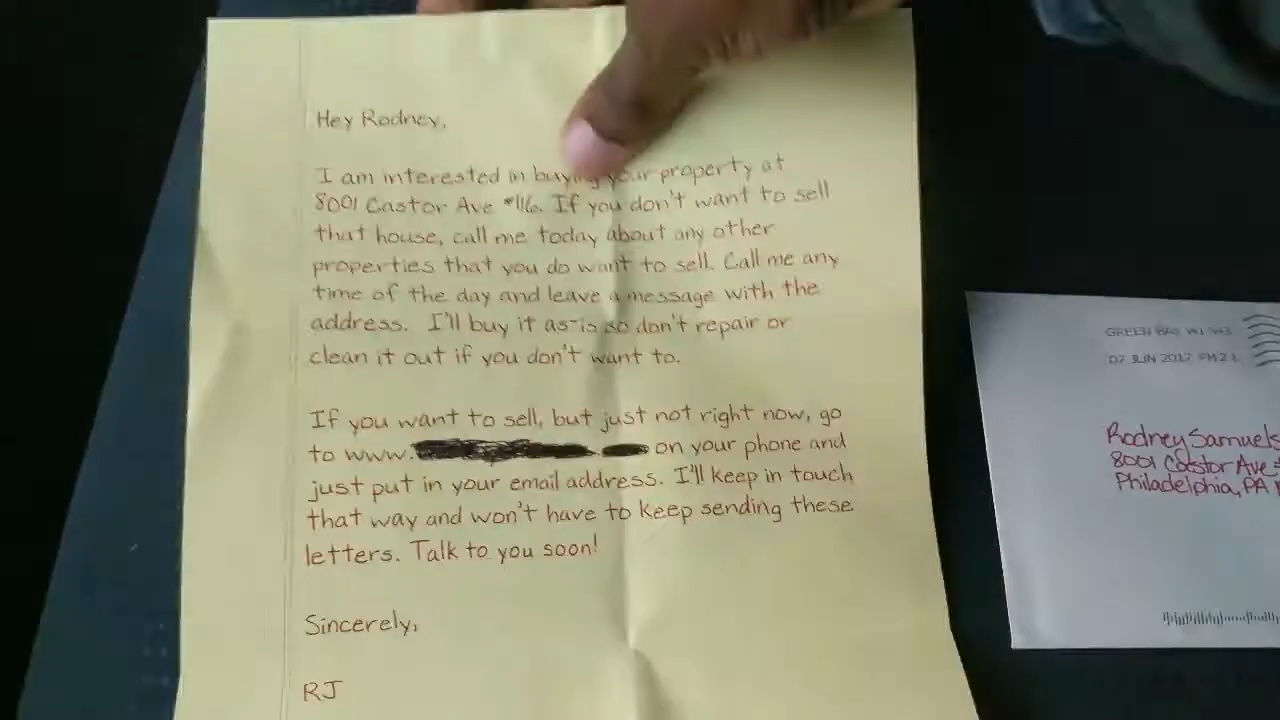 Hey Rodney,
I am interested in buying your property at
8001 Castor Ave #116. If you don't want to sell
that house, call me today about any other
properties that you do want to sell. Call me any
time of the day and leave a message with the
address. I'll buy it as-is so don't repair or
clean it out if you don't want to.
If you want to sell, but just not right now, go
to www. . on your phone and
just put in your email address. I'll keep in touch
that way and won't have to keep sending these
letters. Talk to you soon!
Sincerely,
RJ
GREEN BAY WI
07 JUN 2017 PM 2 L
Rodney Samuels
8001 Castor Ave
Philadelphia, PA